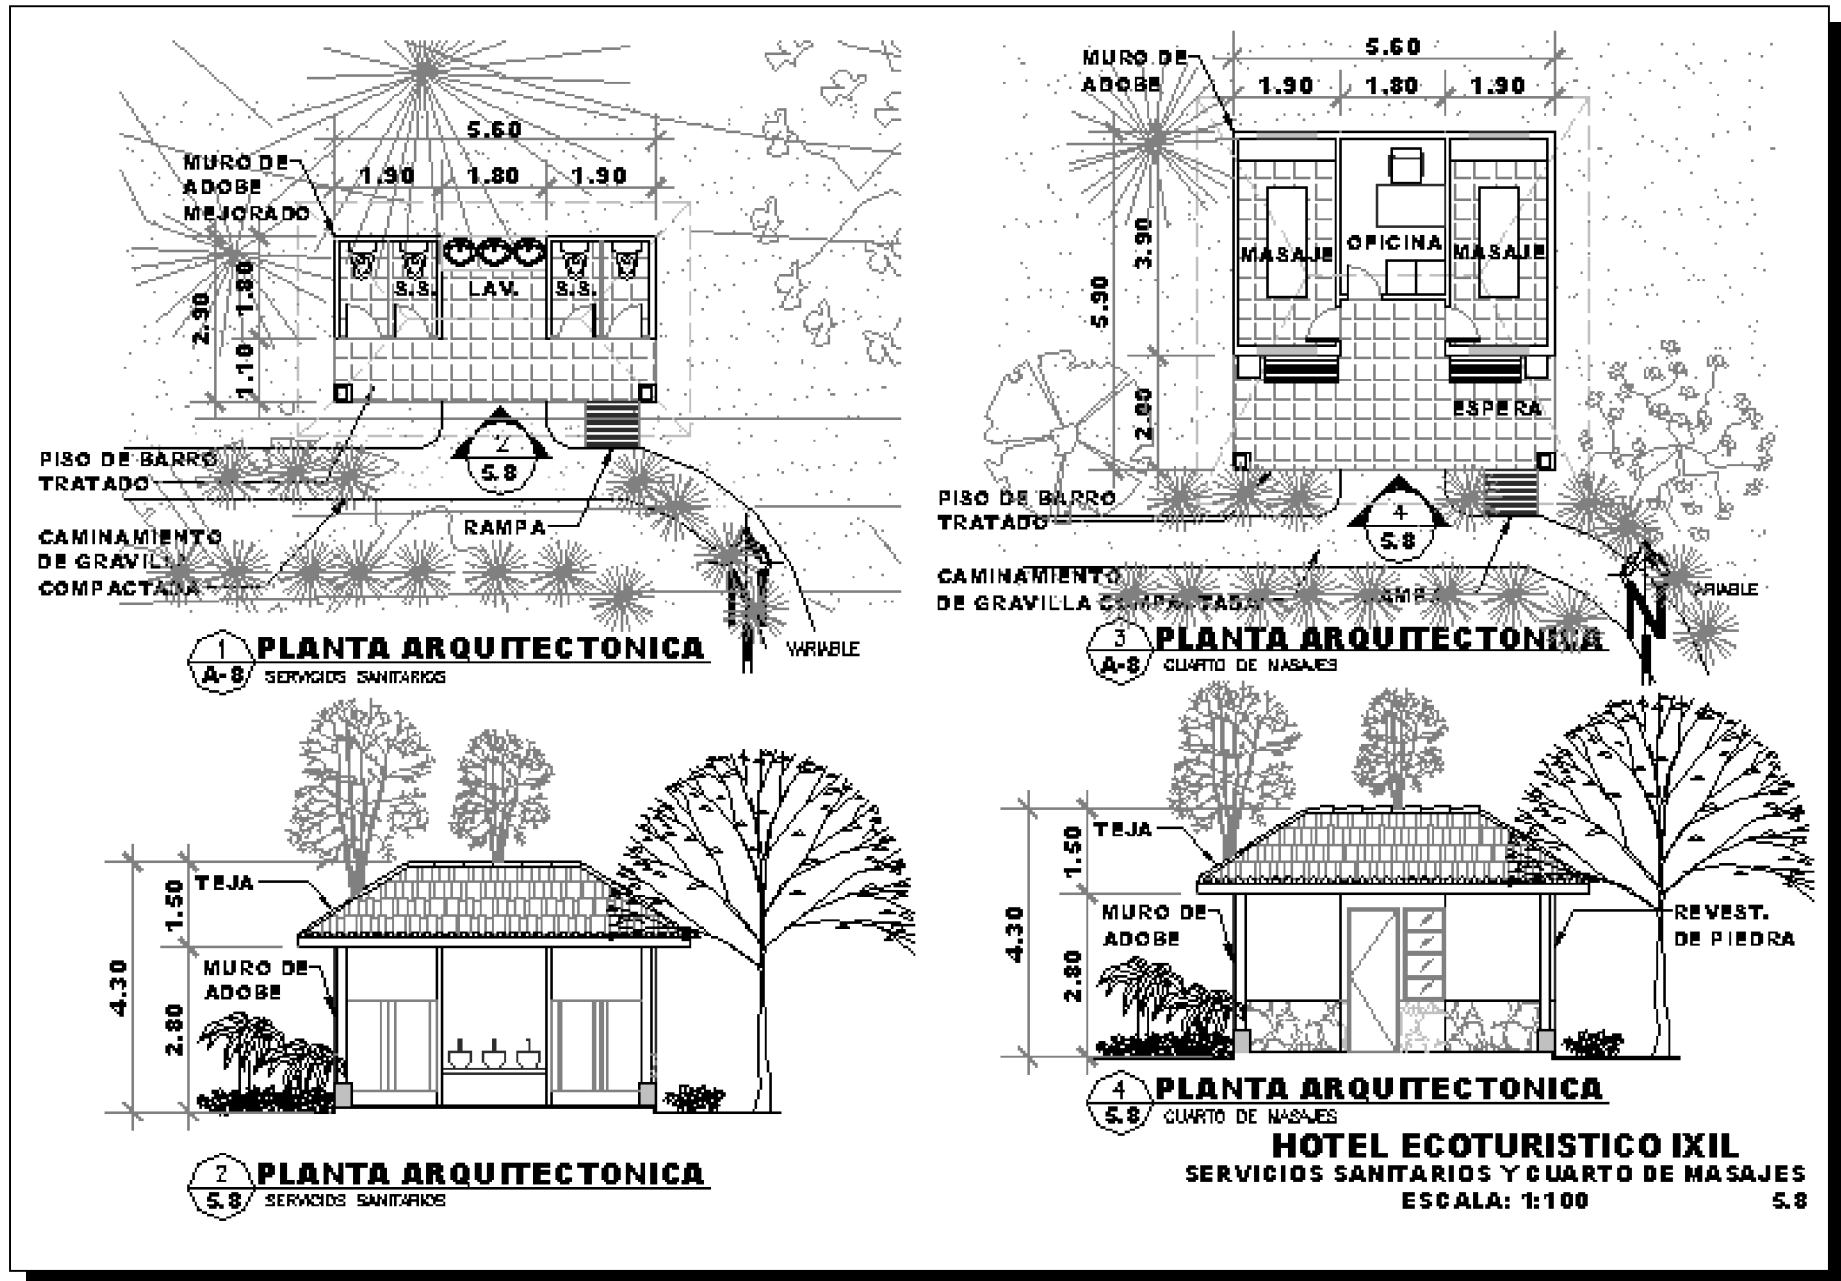 5.60
1.90
1.80
1.90
MURO DE
ADOBE
MEJORADO
2.90
1.80
1.10
S.S.
LAV.
S.S.
2
5.8
PISO DE BARRO
TRATADO
CAMINAMIENTO
DE GRAVILLA
COMPACTADA
RAMPA
N
VARIABLE
1
A-8
PLANTA ARQUITECTONICA
SERVICIOS SANITARIOS
MURO DE
ADOBE
5.60
1.90
1.80
1.90
5.90
3.90
2.00
MASAJE
OFICINA
MASAJE
ESPERA
4
5.8
PISO DE BARRO
TRATADO
CAMINAMIENTO
DE GRAVILLA COMPACTADA
RAMPA
N
VARIABLE
3
A-8
PLANTA ARQUITECTONICA
CUARTO DE MASAJES
4.30
1.50
2.80
TEJA
MURO DE
ADOBE
2
5.8
PLANTA ARQUITECTONICA
SERVICIOS SANITARIOS
4.30
1.50
2.80
TEJA
MURO DE
ADOBE
REVEST.
DE PIEDRA
4
5.8
PLANTA ARQUITECTONICA
CUARTO DE MASAJES
HOTEL ECOTURISTICO IXIL
SERVICIOS SANITARIOS Y CUARTO DE MASAJES
ESCALA: 1:100 5.8